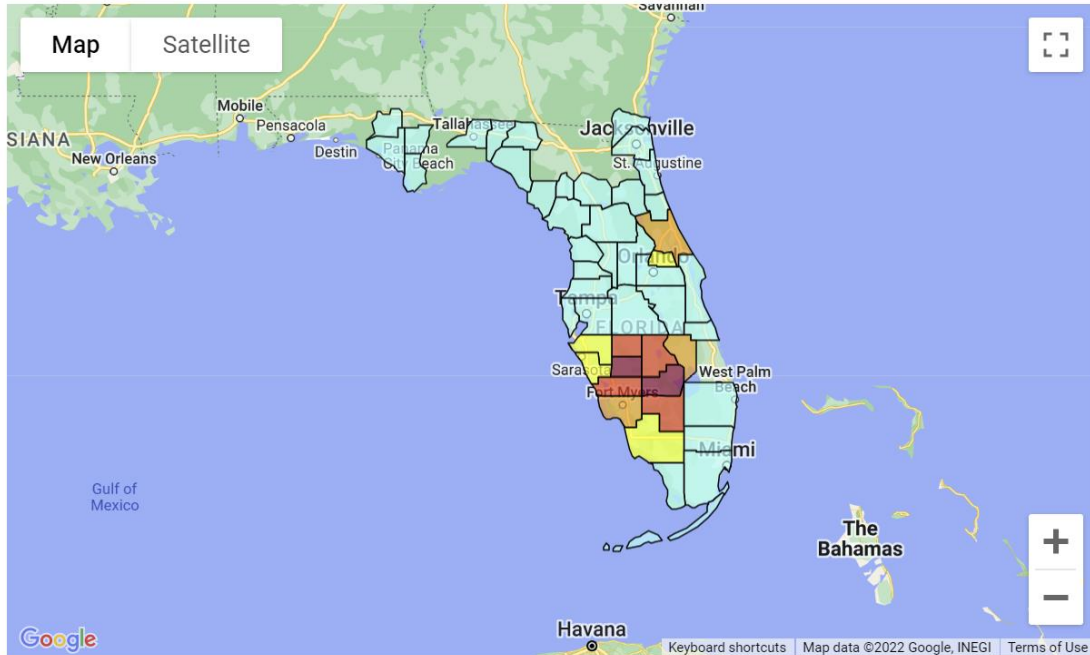 Savannah
Map
Satellite
Mobile
Pensacola
Tallahassee
Jacksonville
SIANA
New Orleans
Destin
Panama
City Beach
St. Augustine
Orlando
Tampa
FLORIDA
Sarasota
West Palm
Beach
Fort Myers
Miami
Gulf of
Mexico
The
Bahamas
+
−
Havana
Google
Keyboard shortcuts
Map data ©2022 Google, INEGI
Terms of Use